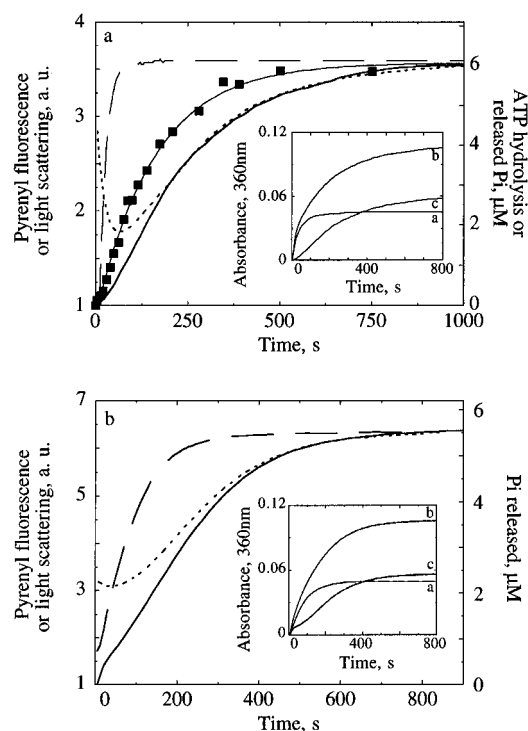 a
4
3
2
1
Pyrenyl fluorescence
or light scattering, a. u.
6
4
2
0
ATP hydrolysis or
released Pi, μM
0 250 500 750 1000
Time, s
0.12
0.06
0
Absorbance, 360nm
b
c
a
400 800
Time, s
b
7
5
3
1
Pyrenyl fluorescence
or light scattering, a. u.
6
4
2
0
Pi released, μM
0 200 400 600 800
Time, s
0.12
0.06
0
Absorbance, 360nm
b
c
a
0 400 800
Time, s